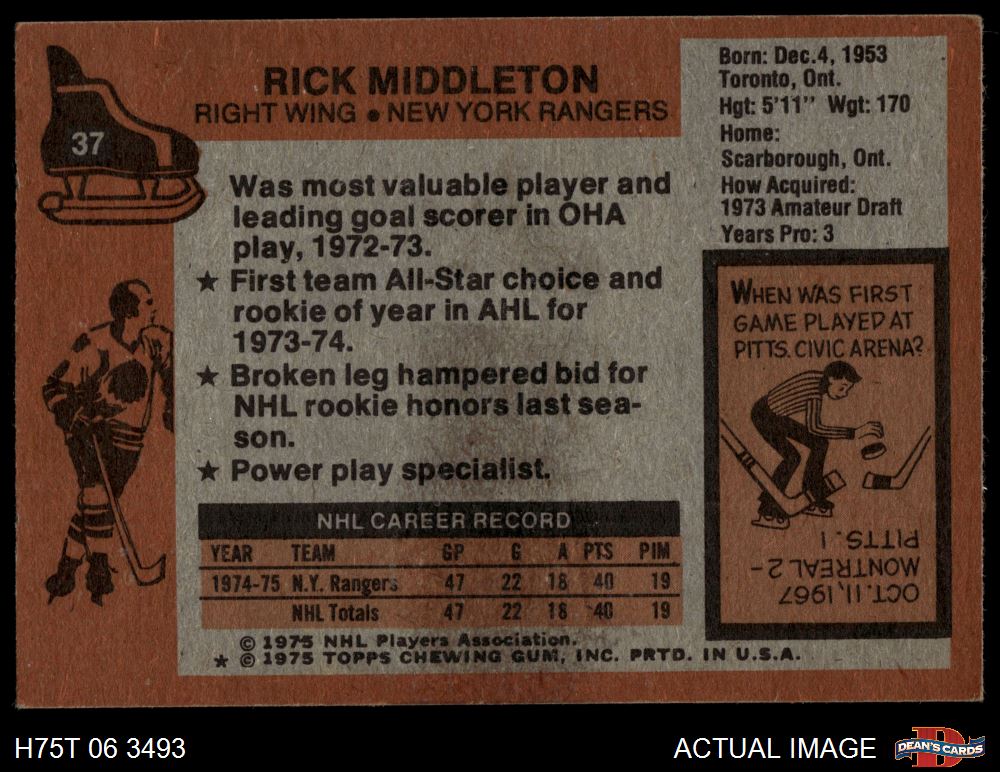 37
RICK MIDDLETON
RIGHT WING ● NEW YORK RANGERS
Born: Dec.4, 1953
Toronto, Ont.
Hgt: 5'11" Wgt: 170
Home:
Scarborough, Ont.
How Acquired:
1973 Amateur Draft
Years Pro: 3
Was most valuable player and
leading goal scorer in OHA
play, 1972-73.
★ First team All-Star choice and
rookie of year in AHL for
1973-74.
★ Broken leg hampered bid for
NHL rookie honors last sea-
son.
★ Power play specialist.
NHL CAREER RECORD
YEAR TEAM GP G A PTS PIM
1974-75 N.Y. Rangers 47 22 18 40 19
NHL Totals 47 22 18 40 19
© 1975 NHL Players Association.
★ © 1975 TOPPS CHEWING GUM, INC. PRTD. IN U.S.A.
WHEN WAS FIRST
GAME PLAYED AT
PITTS. CIVIC ARENA?
OCT. 11, 1967
MONTREAL 2-
PITTS. 1
H75T 06 3493
ACTUAL IMAGE
DEAN'S CARDS